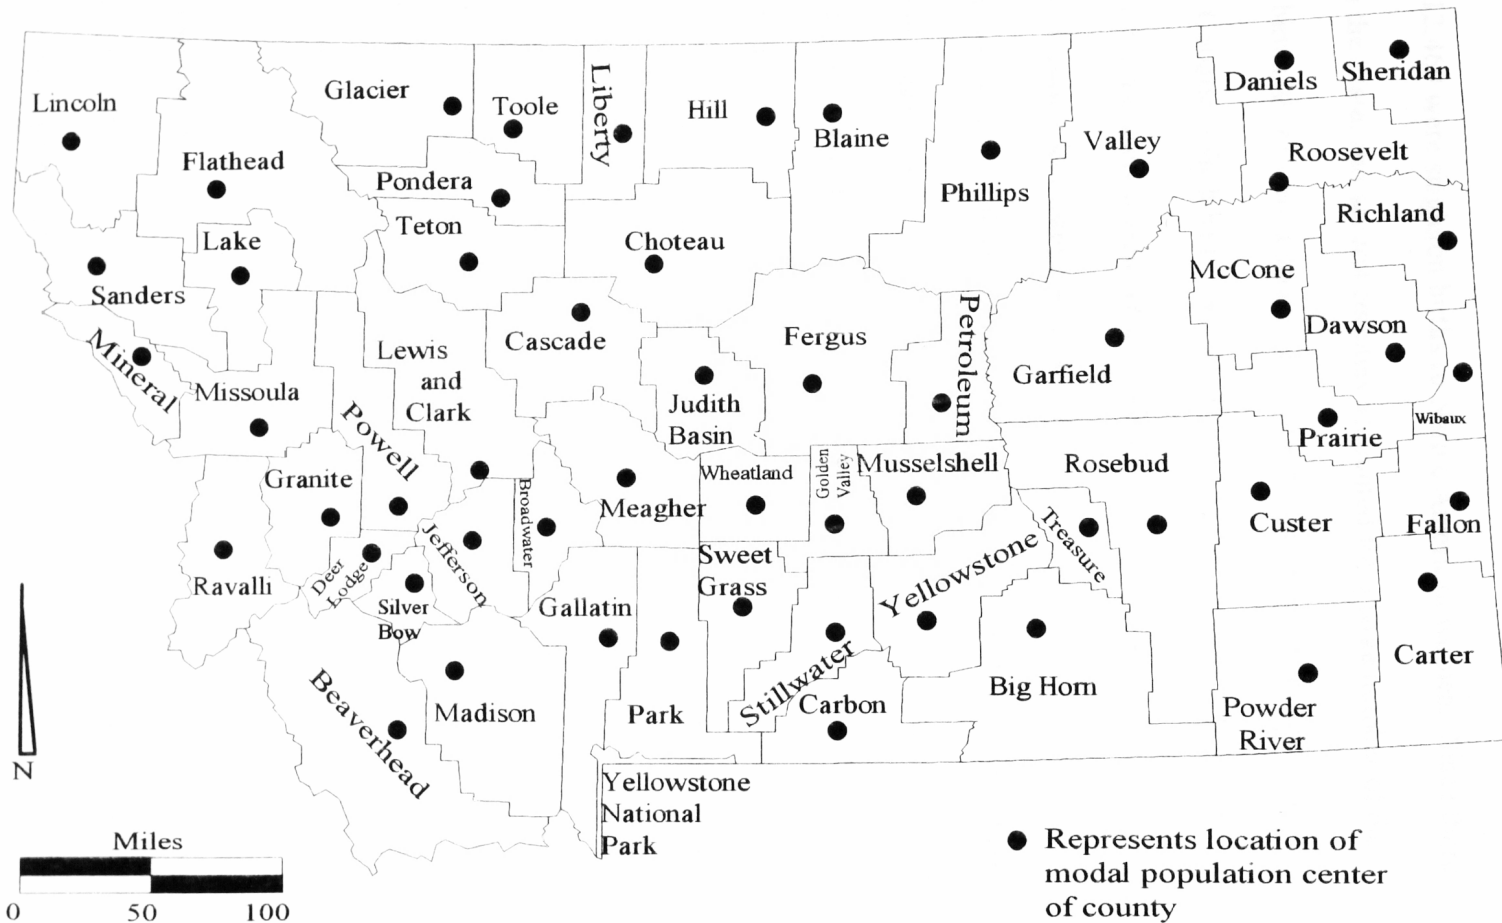 Lincoln
Flathead
Glacier
Toole
Liberty
Hill
Blaine
Phillips
Valley
Daniels
Sheridan
Roosevelt
Richland
Pondera
Teton
Choteau
Lake
Sanders
Mineral
Missoula
Lewis
and
Clark
Cascade
Judith
Basin
Fergus
Petroleum
Garfield
McCone
Dawson
Wibaux
Prairie
Powell
Granite
Ravalli
Deer
Lodge
Silver
Bow
Jefferson
Broadwater
Meagher
Wheatland
Golden
Valley
Musselshell
Rosebud
Treasure
Custer
Fallon
Carter
Powder
River
Big Horn
Yellowstone
Stillwater
Sweet
Grass
Carbon
Park
Gallatin
Madison
Beaverhead
Yellowstone
National
Park
N
Miles
0 50 100
Represents location of
modal population center
of county